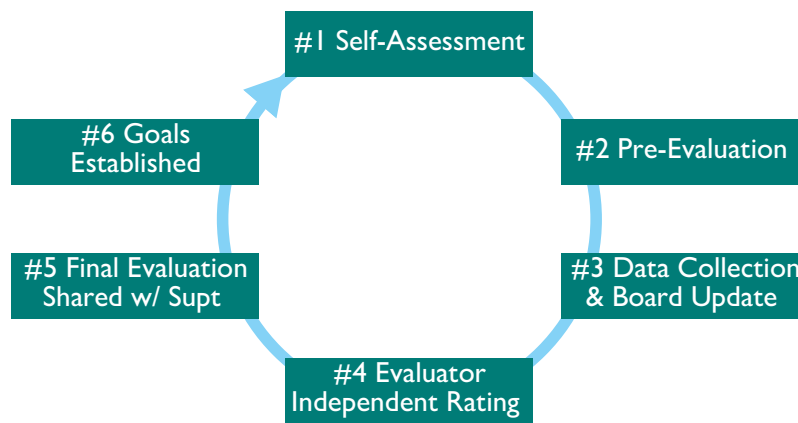 #1 Self-Assessment
#2 Pre-Evaluation
#3 Data Collection
& Board Update
#4 Evaluator
Independent Rating
#5 Final Evaluation
Shared w/ Supt
#6 Goals
Established